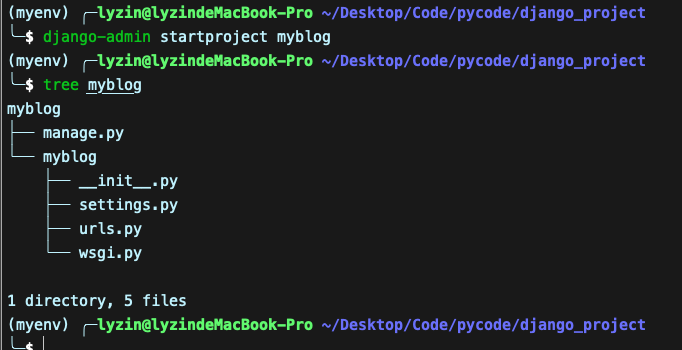 (myenv) ╭─lyzin@lyzindeMacBook-Pro ~/Desktop/Code/pycode/django_project
╰─$ django-admin startproject myblog
(myenv) ╭─lyzin@lyzindeMacBook-Pro ~/Desktop/Code/pycode/django_project
╰─$ tree myblog
myblog
├── manage.py
└── myblog
    ├── __init__.py
    ├── settings.py
    ├── urls.py
    └── wsgi.py
1 directory, 5 files
(myenv) ╭─lyzin@lyzindeMacBook-Pro ~/Desktop/Code/pycode/django_project
╰─$